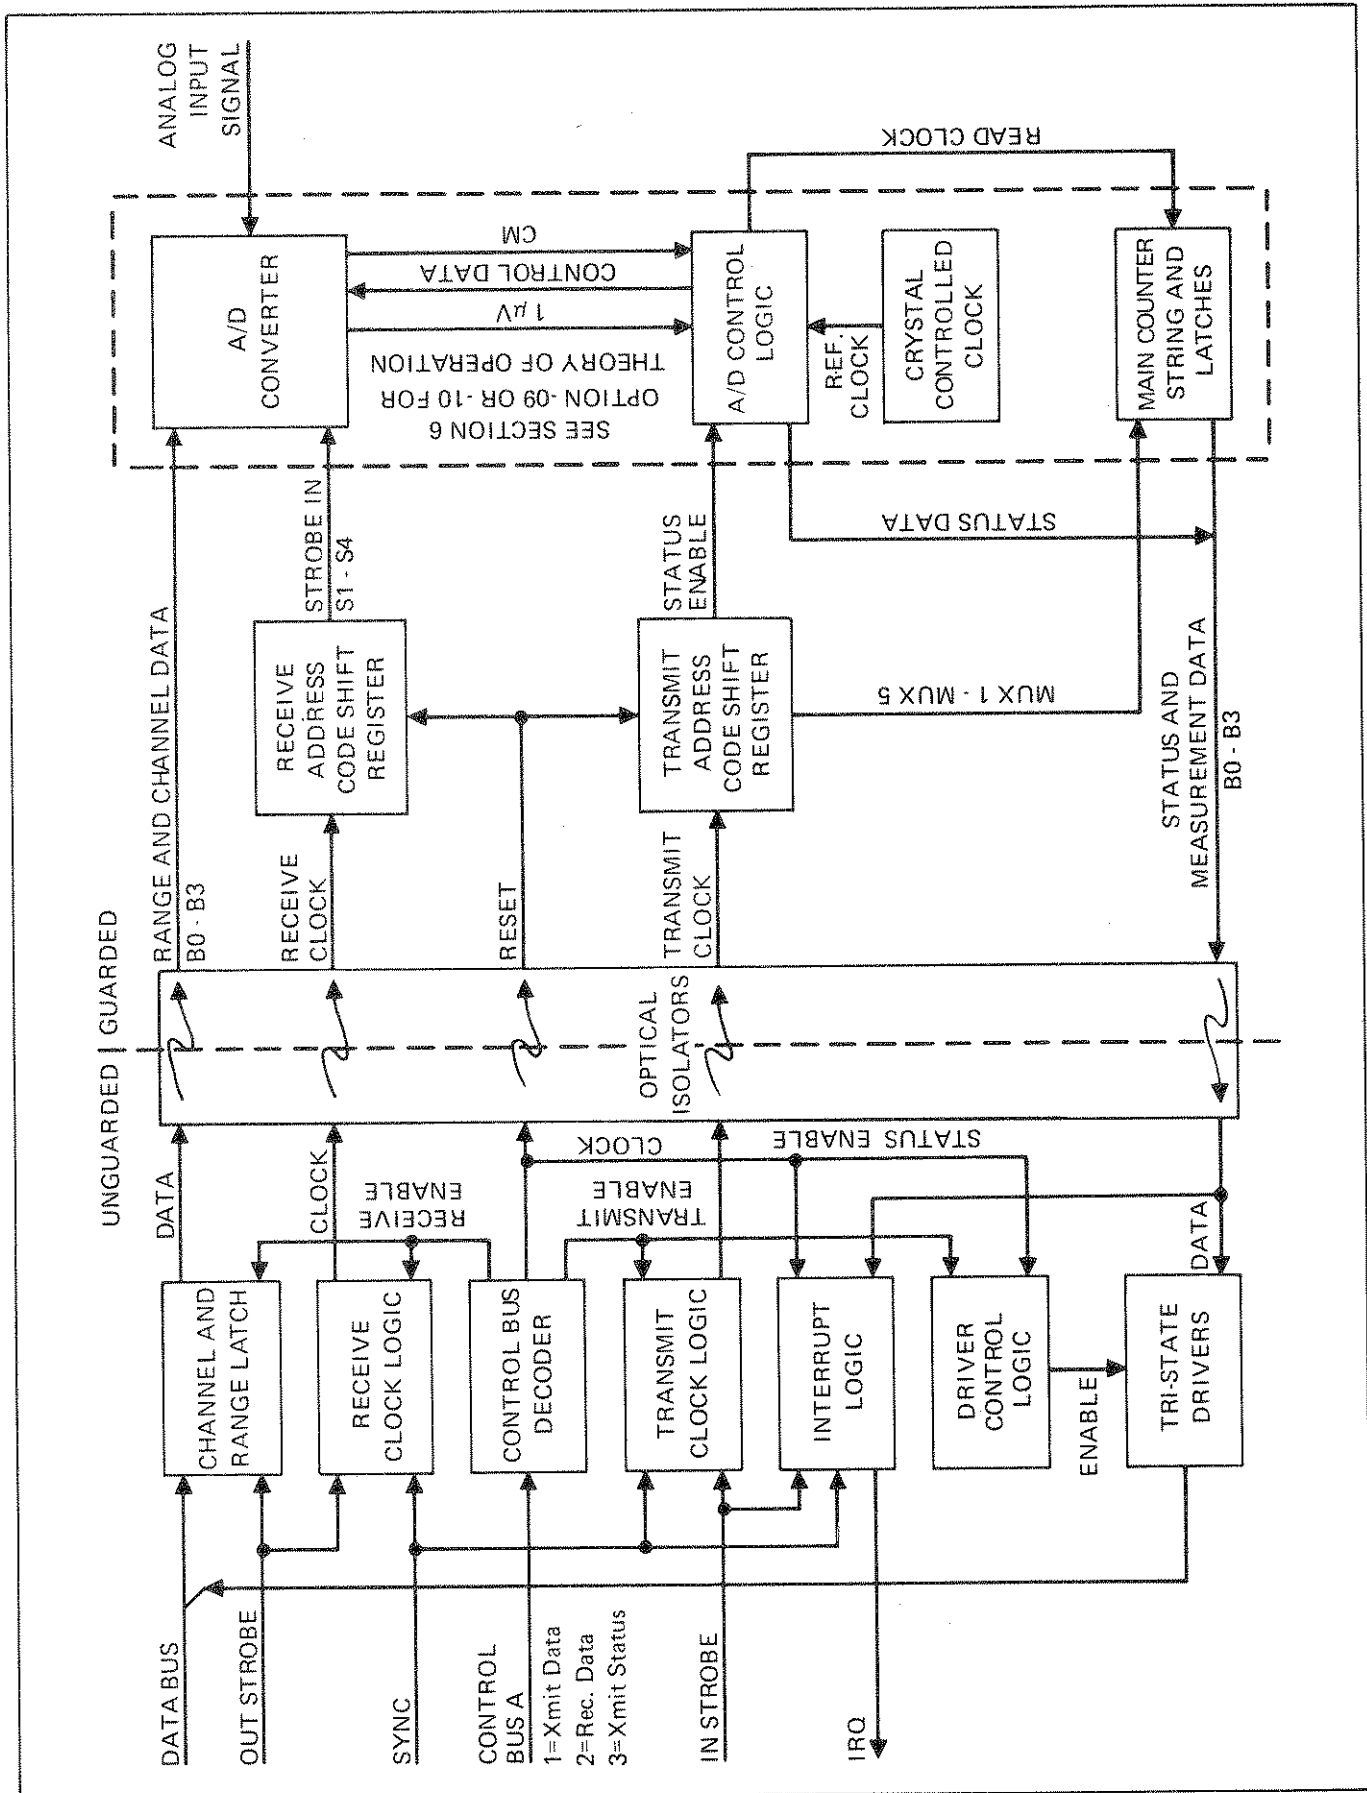 UNGUARDED | GUARDED
DATA BUS
OUT STROBE
SYNC
CONTROL
BUS A
1=Xmit Data
2=Rec. Data
3=Xmit Status
IN STROBE
IRQ
CHANNEL AND
RANGE LATCH
RECEIVE
CLOCK LOGIC
CONTROL BUS
DECODER
TRANSMIT
CLOCK LOGIC
INTERRUPT
LOGIC
DRIVER
CONTROL
LOGIC
ENABLE
TRI-STATE
DRIVERS
DATA
CLOCK
RECEIVE
ENABLE
TRANSMIT
ENABLE
CLOCK
STATUS ENABLE
DATA
OPTICAL
ISOLATORS
RANGE AND CHANNEL DATA
B0 - B3
RECEIVE
CLOCK
RESET
TRANSMIT
CLOCK
STATUS AND
MEASUREMENT DATA
B0 - B3
RECEIVE
ADDRESS
CODE SHIFT
REGISTER
TRANSMIT
ADDRESS
CODE SHIFT
REGISTER
STROBE IN
S1 - S4
STATUS
ENABLE
MUX 1 - MUX 5
STATUS DATA
A/D
CONVERTER
SEE SECTION 6
OPTION -09 OR -10 FOR
THEORY OF OPERATION
1 μV
CONTROL DATA
CM
A/D CONTROL
LOGIC
REF.
CLOCK
CRYSTAL
CONTROLLED
CLOCK
MAIN COUNTER
STRING AND
LATCHES
READ CLOCK
ANALOG
INPUT
SIGNAL